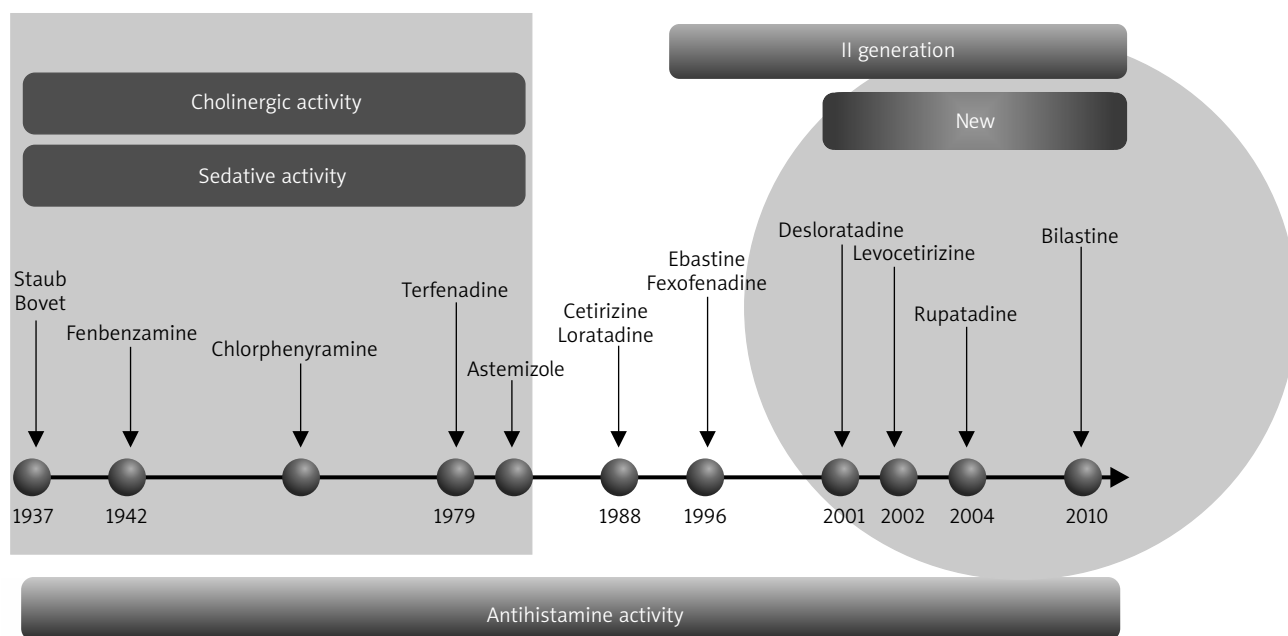 II generation
Cholinergic activity
New
Sedative activity
Desloratadine
Bilastine
Levocetirizine
Ebastine
Fexofenadine
Staub
Bovet
Terfenadine
Cetirizine
Loratadine
Rupatadine
Fenbenzamine
Chlorphenyramine
Astemizole
1937
1942
1979
1988
1996
2001
2002
2004
2010
Antihistamine activity